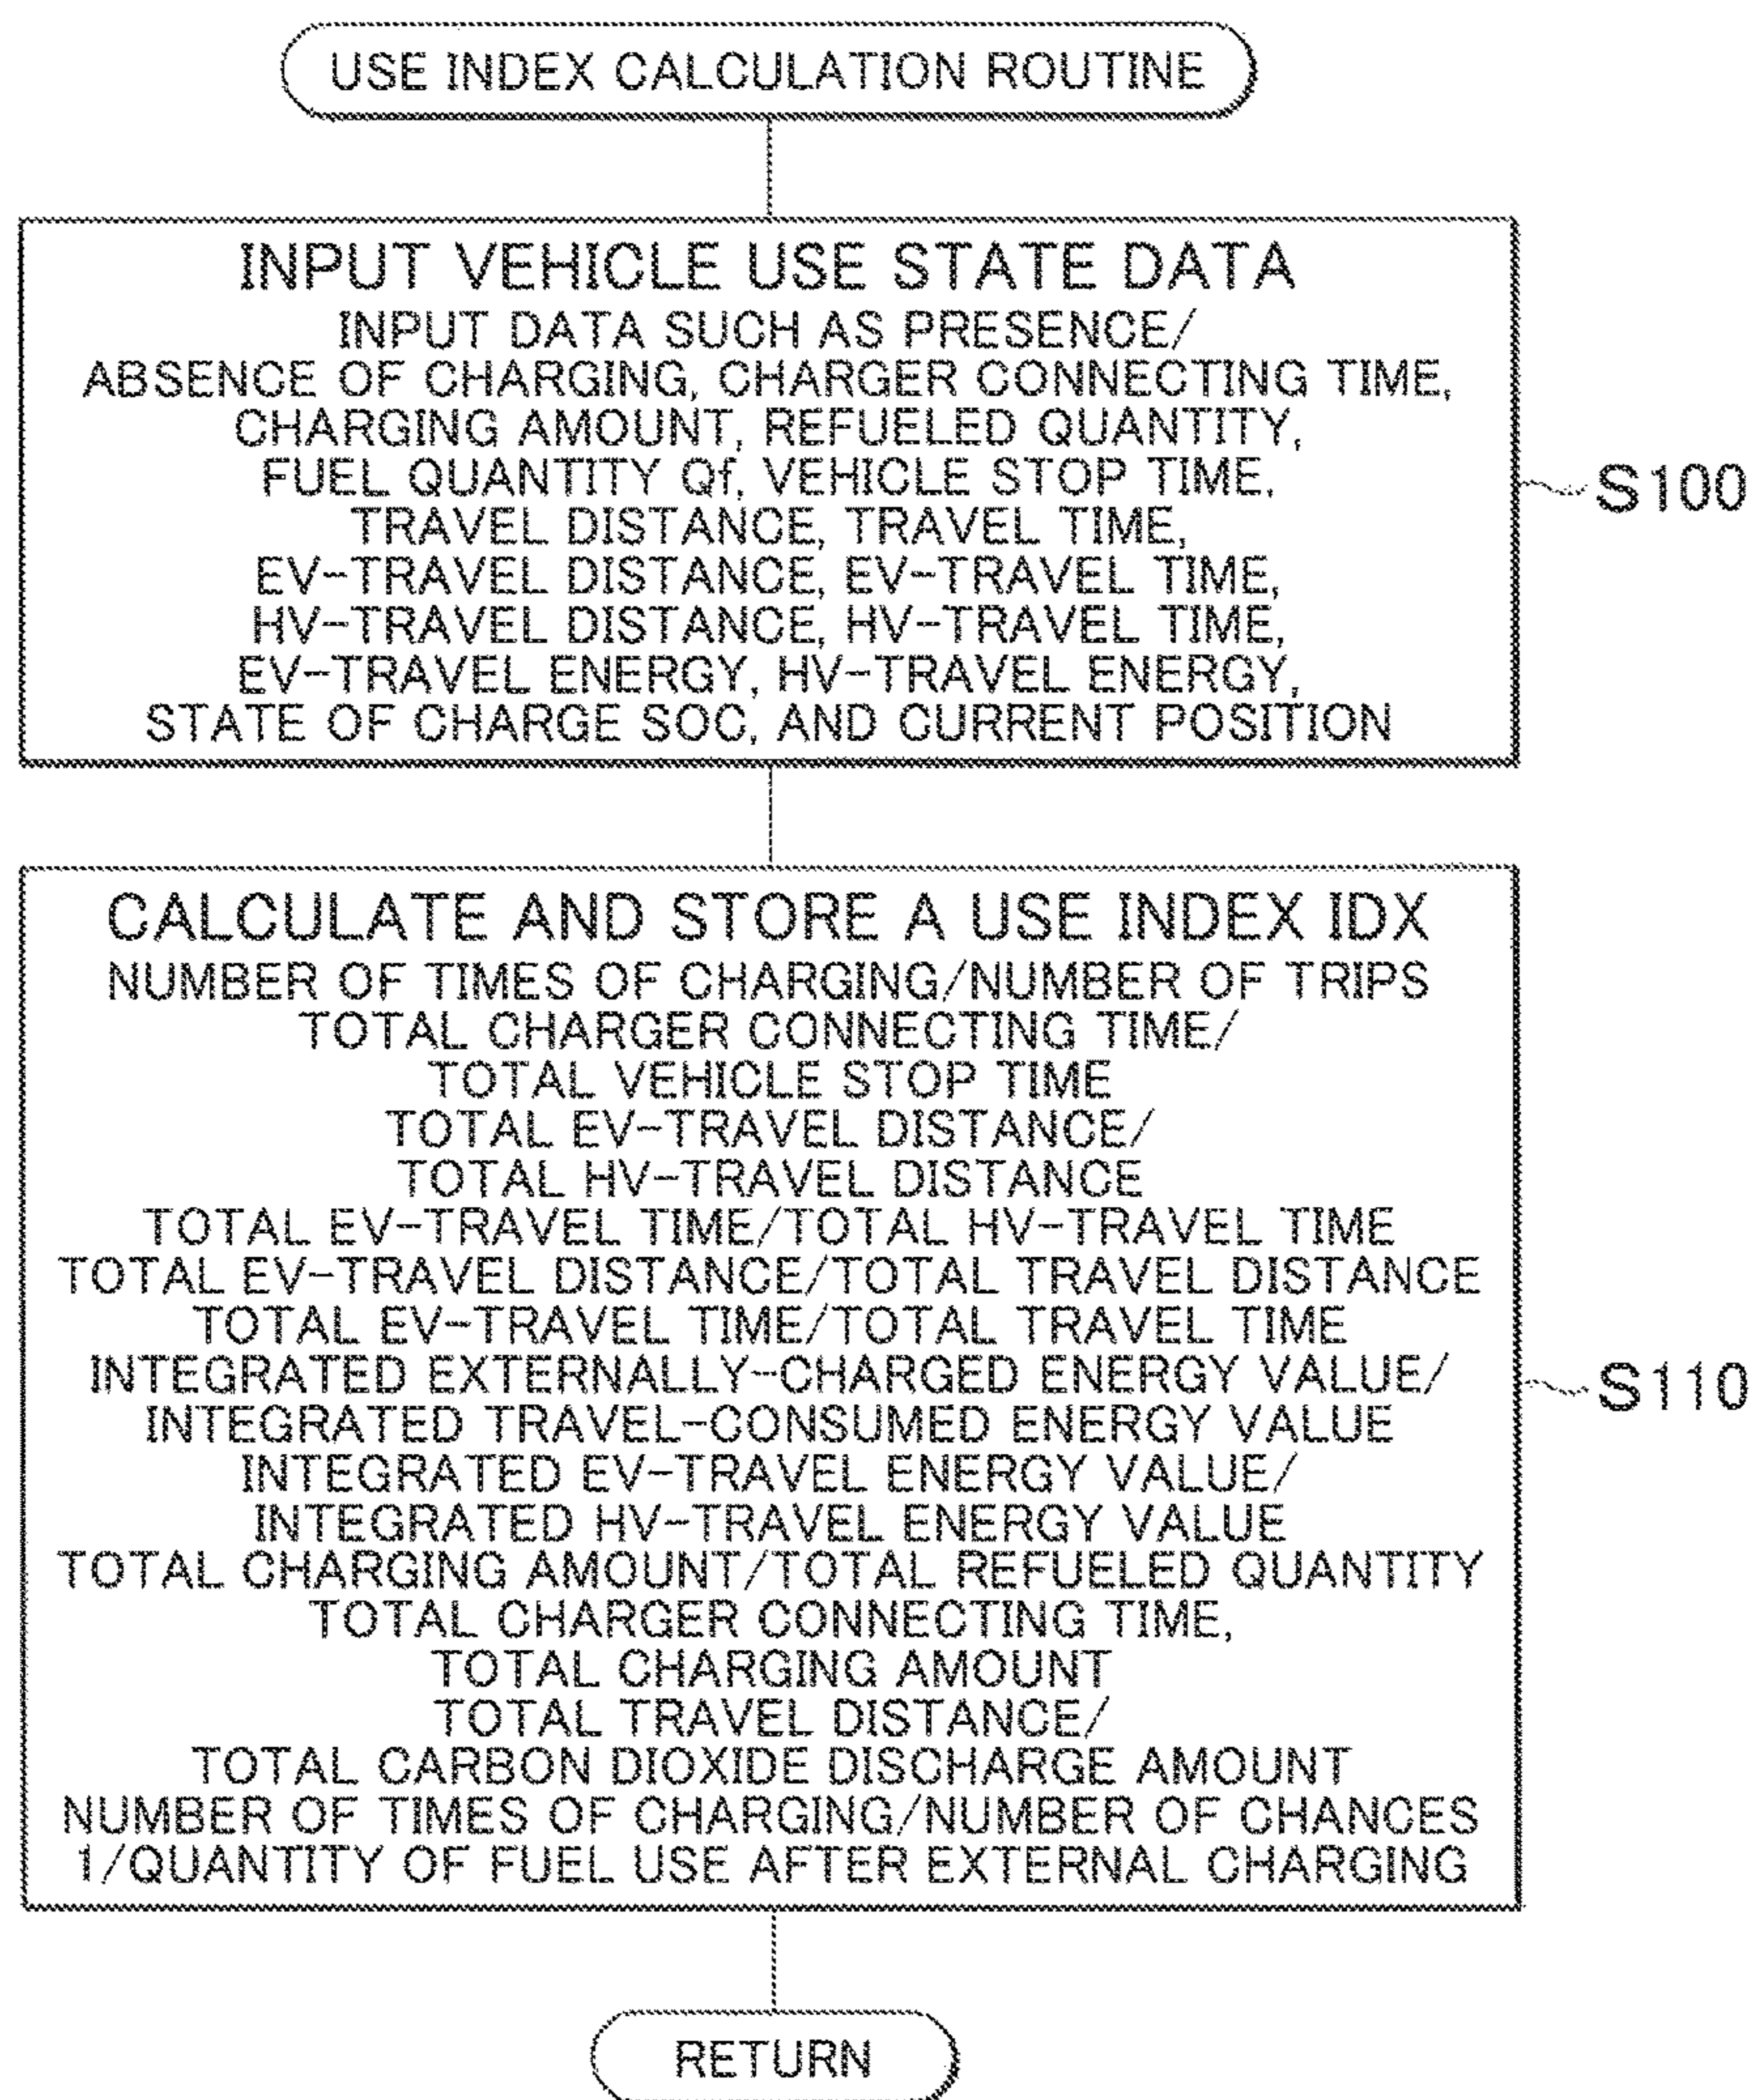 USE INDEX CALCULATION ROUTINE
INPUT VEHICLE USE STATE DATA
INPUT DATA SUCH AS PRESENCE/
ABSENCE OF CHARGING, CHARGER CONNECTING TIME,
CHARGING AMOUNT, REFUELED QUANTITY,
FUEL QUANTITY Qf, VEHICLE STOP TIME,
TRAVEL DISTANCE, TRAVEL TIME,
EV-TRAVEL DISTANCE, EV-TRAVEL TIME,
HV-TRAVEL DISTANCE, HV-TRAVEL TIME,
EV-TRAVEL ENERGY, HV-TRAVEL ENERGY,
STATE OF CHARGE SOC, AND CURRENT POSITION
S100
CALCULATE AND STORE A USE INDEX IDX
NUMBER OF TIMES OF CHARGING/NUMBER OF TRIPS
TOTAL CHARGER CONNECTING TIME/
TOTAL VEHICLE STOP TIME
TOTAL EV-TRAVEL DISTANCE/
TOTAL HV-TRAVEL DISTANCE
TOTAL EV-TRAVEL TIME/TOTAL HV-TRAVEL TIME
TOTAL EV-TRAVEL DISTANCE/TOTAL TRAVEL DISTANCE
TOTAL EV-TRAVEL TIME/TOTAL TRAVEL TIME
INTEGRATED EXTERNALLY-CHARGED ENERGY VALUE/
INTEGRATED TRAVEL-CONSUMED ENERGY VALUE
INTEGRATED EV-TRAVEL ENERGY VALUE/
INTEGRATED HV-TRAVEL ENERGY VALUE
TOTAL CHARGING AMOUNT/TOTAL REFUELED QUANTITY
TOTAL CHARGER CONNECTING TIME,
TOTAL CHARGING AMOUNT
TOTAL TRAVEL DISTANCE/
TOTAL CARBON DIOXIDE DISCHARGE AMOUNT
NUMBER OF TIMES OF CHARGING/NUMBER OF CHANCES
1/QUANTITY OF FUEL USE AFTER EXTERNAL CHARGING
S110
RETURN